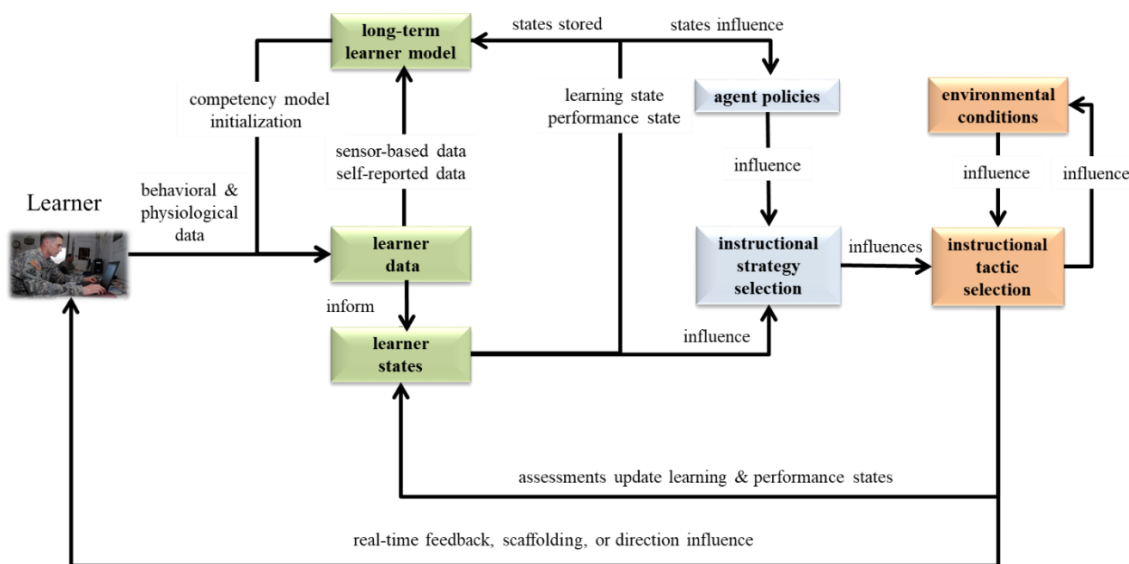 long-term
learner model
states stored
states influence
competency model
initialization
learning state
performance state
agent policies
environmental
conditions
sensor-based data
self-reported data
influence
influence
influence
Learner
behavioral &
physiological
data
learner
data
instructional
strategy
selection
influences
instructional
tactic
selection
inform
learner
states
influence
assessments update learning & performance states
real-time feedback, scaffolding, or direction influence